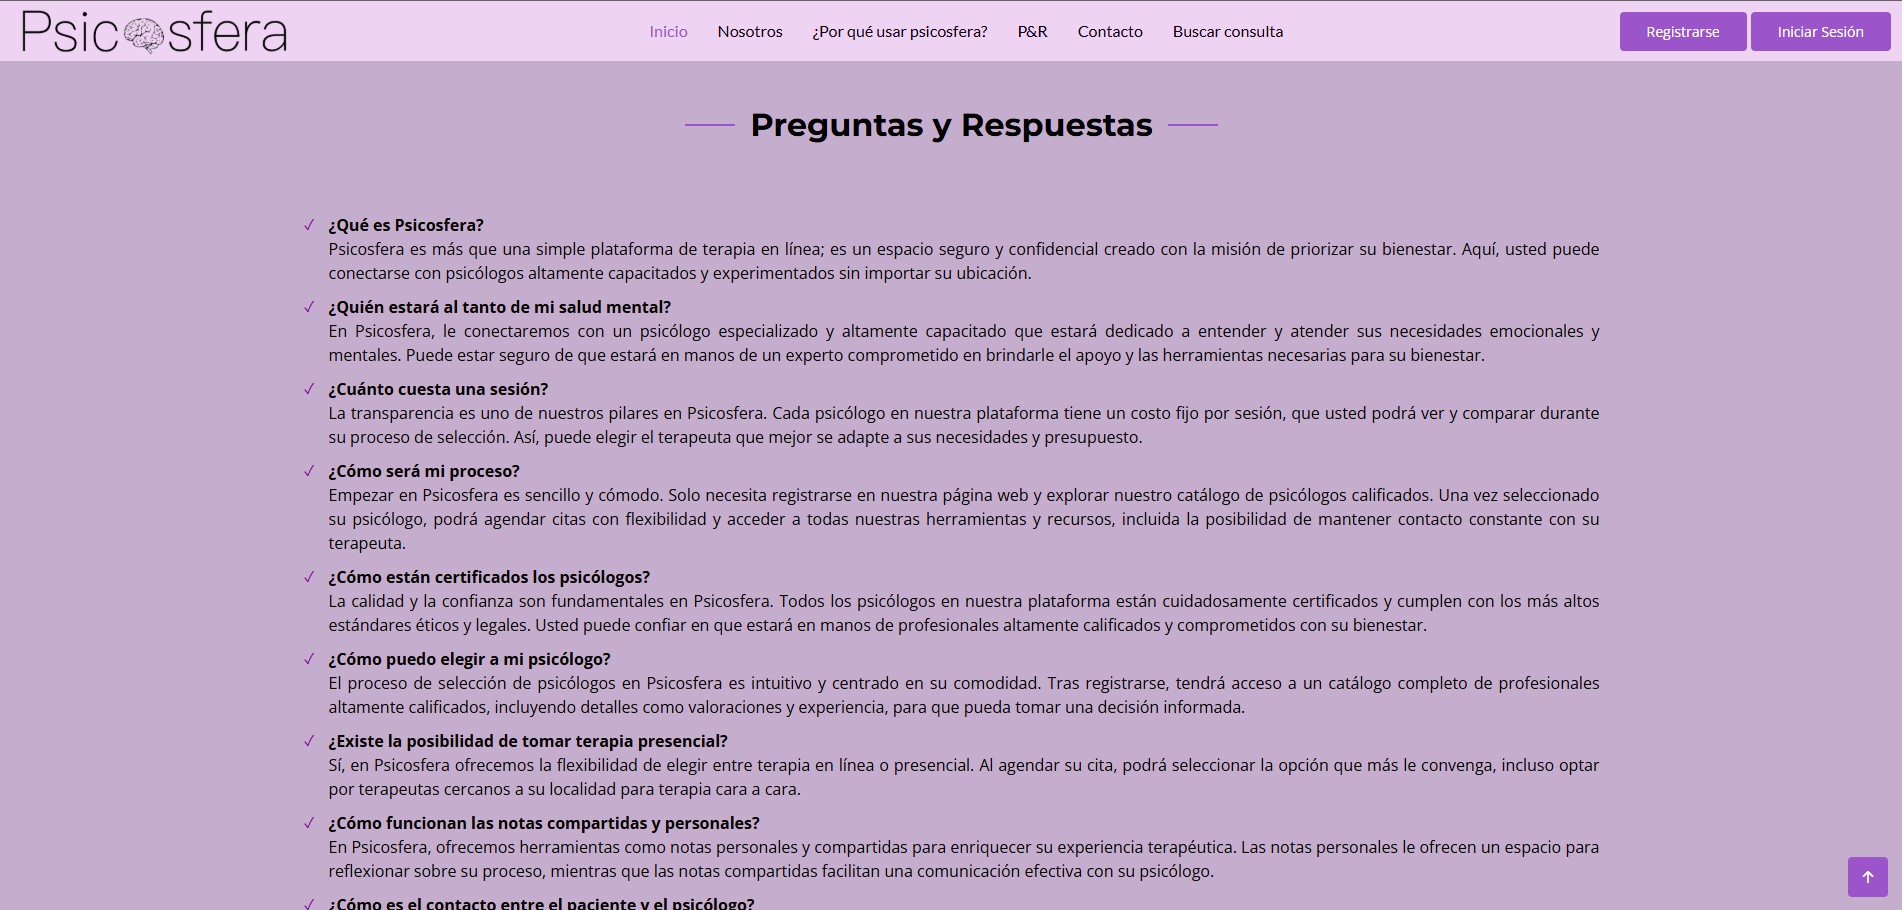 Psicosfera
Inicio
Nosotros
¿Por qué usar psicosfera?
P&R
Contacto
Buscar consulta
Registrarse
Iniciar Sesión
Preguntas y Respuestas
¿Qué es Psicosfera?
Psicosfera es más que una simple plataforma de terapia en línea; es un espacio seguro y confidencial creado con la misión de priorizar su bienestar. Aquí, usted puede
conectarse con psicólogos altamente capacitados y experimentados sin importar su ubicación.
¿Quién estará al tanto de mi salud mental?
En Psicosfera, le conectaremos con un psicólogo especializado y altamente capacitado que estará dedicado a entender y atender sus necesidades emocionales y
mentales. Puede estar seguro de que estará en manos de un experto comprometido en brindarle el apoyo y las herramientas necesarias para su bienestar.
¿Cuánto cuesta una sesión?
La transparencia es uno de nuestros pilares en Psicosfera. Cada psicólogo en nuestra plataforma tiene un costo fijo por sesión, que usted podrá ver y comparar durante
su proceso de selección. Así, puede elegir el terapeuta que mejor se adapte a sus necesidades y presupuesto.
¿Cómo será mi proceso?
Empezar en Psicosfera es sencillo y cómodo. Solo necesita registrarse en nuestra página web y explorar nuestro catálogo de psicólogos calificados. Una vez seleccionado
su psicólogo, podrá agendar citas con flexibilidad y acceder a todas nuestras herramientas y recursos, incluida la posibilidad de mantener contacto constante con su
terapeuta.
¿Cómo están certificados los psicólogos?
La calidad y la confianza son fundamentales en Psicosfera. Todos los psicólogos en nuestra plataforma están cuidadosamente certificados y cumplen con los más altos
estándares éticos y legales. Usted puede confiar en que estará en manos de profesionales altamente calificados y comprometidos con su bienestar.
¿Cómo puedo elegir a mi psicólogo?
El proceso de selección de psicólogos en Psicosfera es intuitivo y centrado en su comodidad. Tras registrarse, tendrá acceso a un catálogo completo de profesionales
altamente calificados, incluyendo detalles como valoraciones y experiencia, para que pueda tomar una decisión informada.
¿Existe la posibilidad de tomar terapia presencial?
Sí, en Psicosfera ofrecemos la flexibilidad de elegir entre terapia en línea o presencial. Al agendar su cita, podrá seleccionar la opción que más le convenga, incluso optar
por terapeutas cercanos a su localidad para terapia cara a cara.
¿Cómo funcionan las notas compartidas y personales?
En Psicosfera, ofrecemos herramientas como notas personales y compartidas para enriquecer su experiencia terapéutica. Las notas personales le ofrecen un espacio para
reflexionar sobre su proceso, mientras que las notas compartidas facilitan una comunicación efectiva con su psicólogo.
¿Cómo es el contacto entre el paciente y el psicólogo?